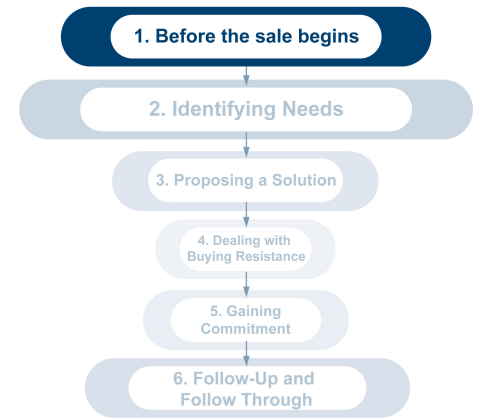 1. Before the sale begins
2. Identifying Needs
3. Proposing a Solution
4. Dealing with
Buying Resistance
5. Gaining
Commitment
6. Follow-Up and
Follow Through